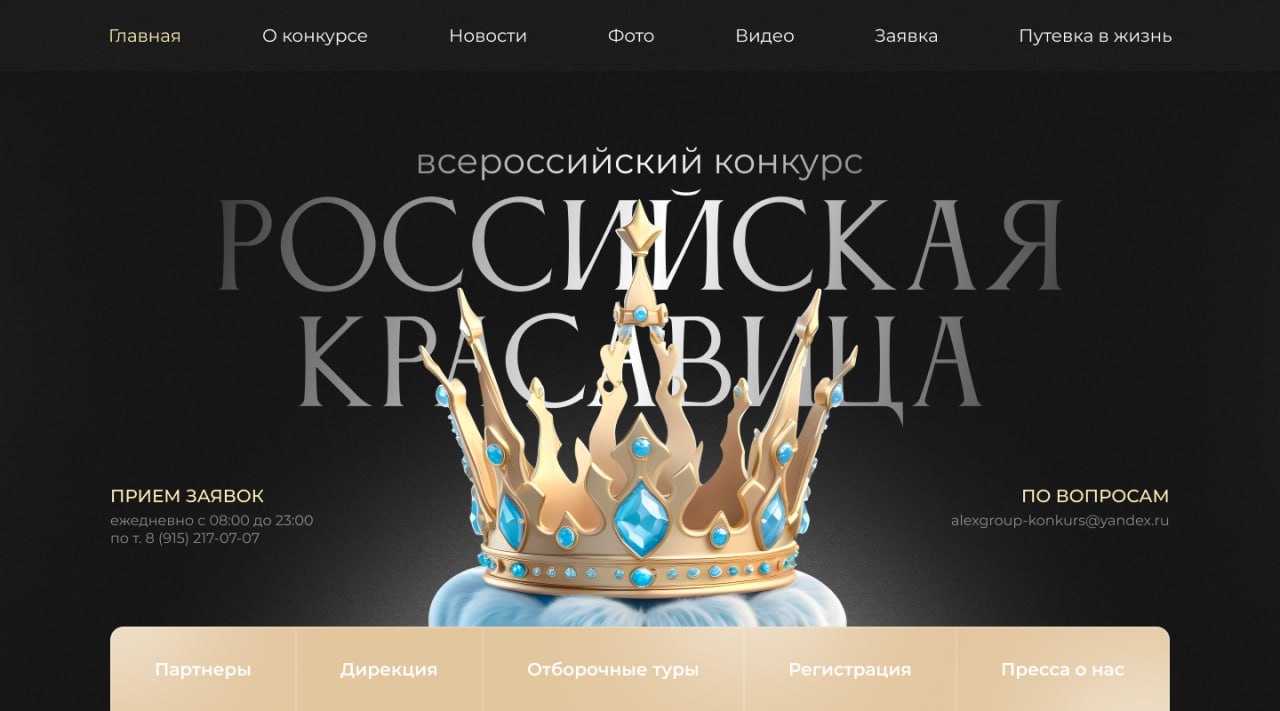 Главная О конкурсе Новости Фото Видео Заявка Путевка в жизнь
всероссийский конкурс
РОССИЙСКАЯ
КРАСАВИЦА
ПРИЕМ ЗАЯВОК
ежедневно с 08:00 до 23:00
по т. 8 (915) 217-07-07
ПО ВОПРОСАМ
alexgroup-konkurs@yandex.ru
Партнеры Дирекция Отборочные туры Регистрация Пресса о нас